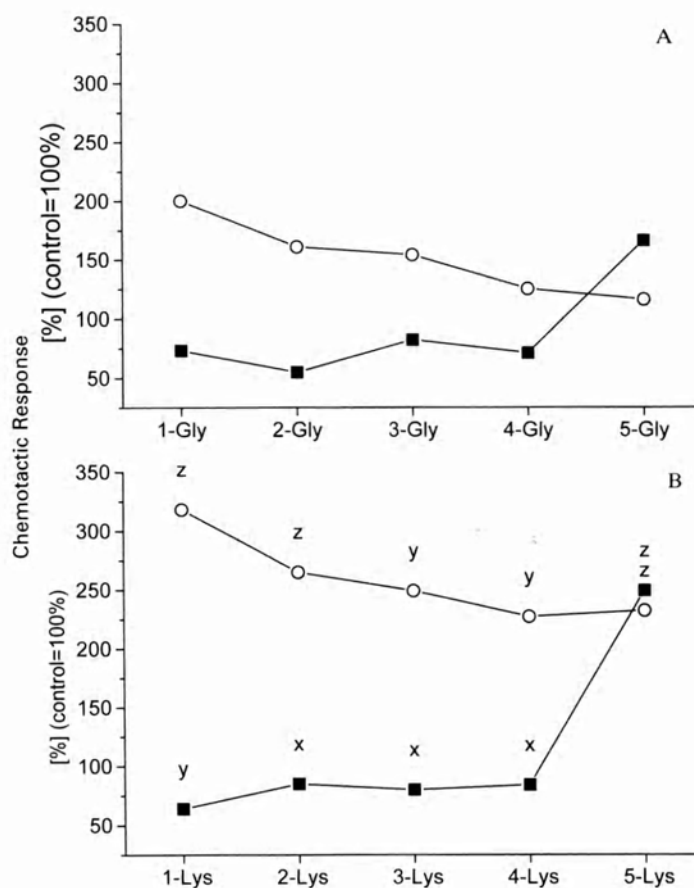 A
350
300
250
200
150
100
50
[%] (control=100%)
1-Gly 2-Gly 3-Gly 4-Gly 5-Gly
Chemotactic Response
B
350
300
250
200
150
100
50
[%] (control=100%)
z
z
y
y
z
z
y
x
x
x
1-Lys 2-Lys 3-Lys 4-Lys 5-Lys